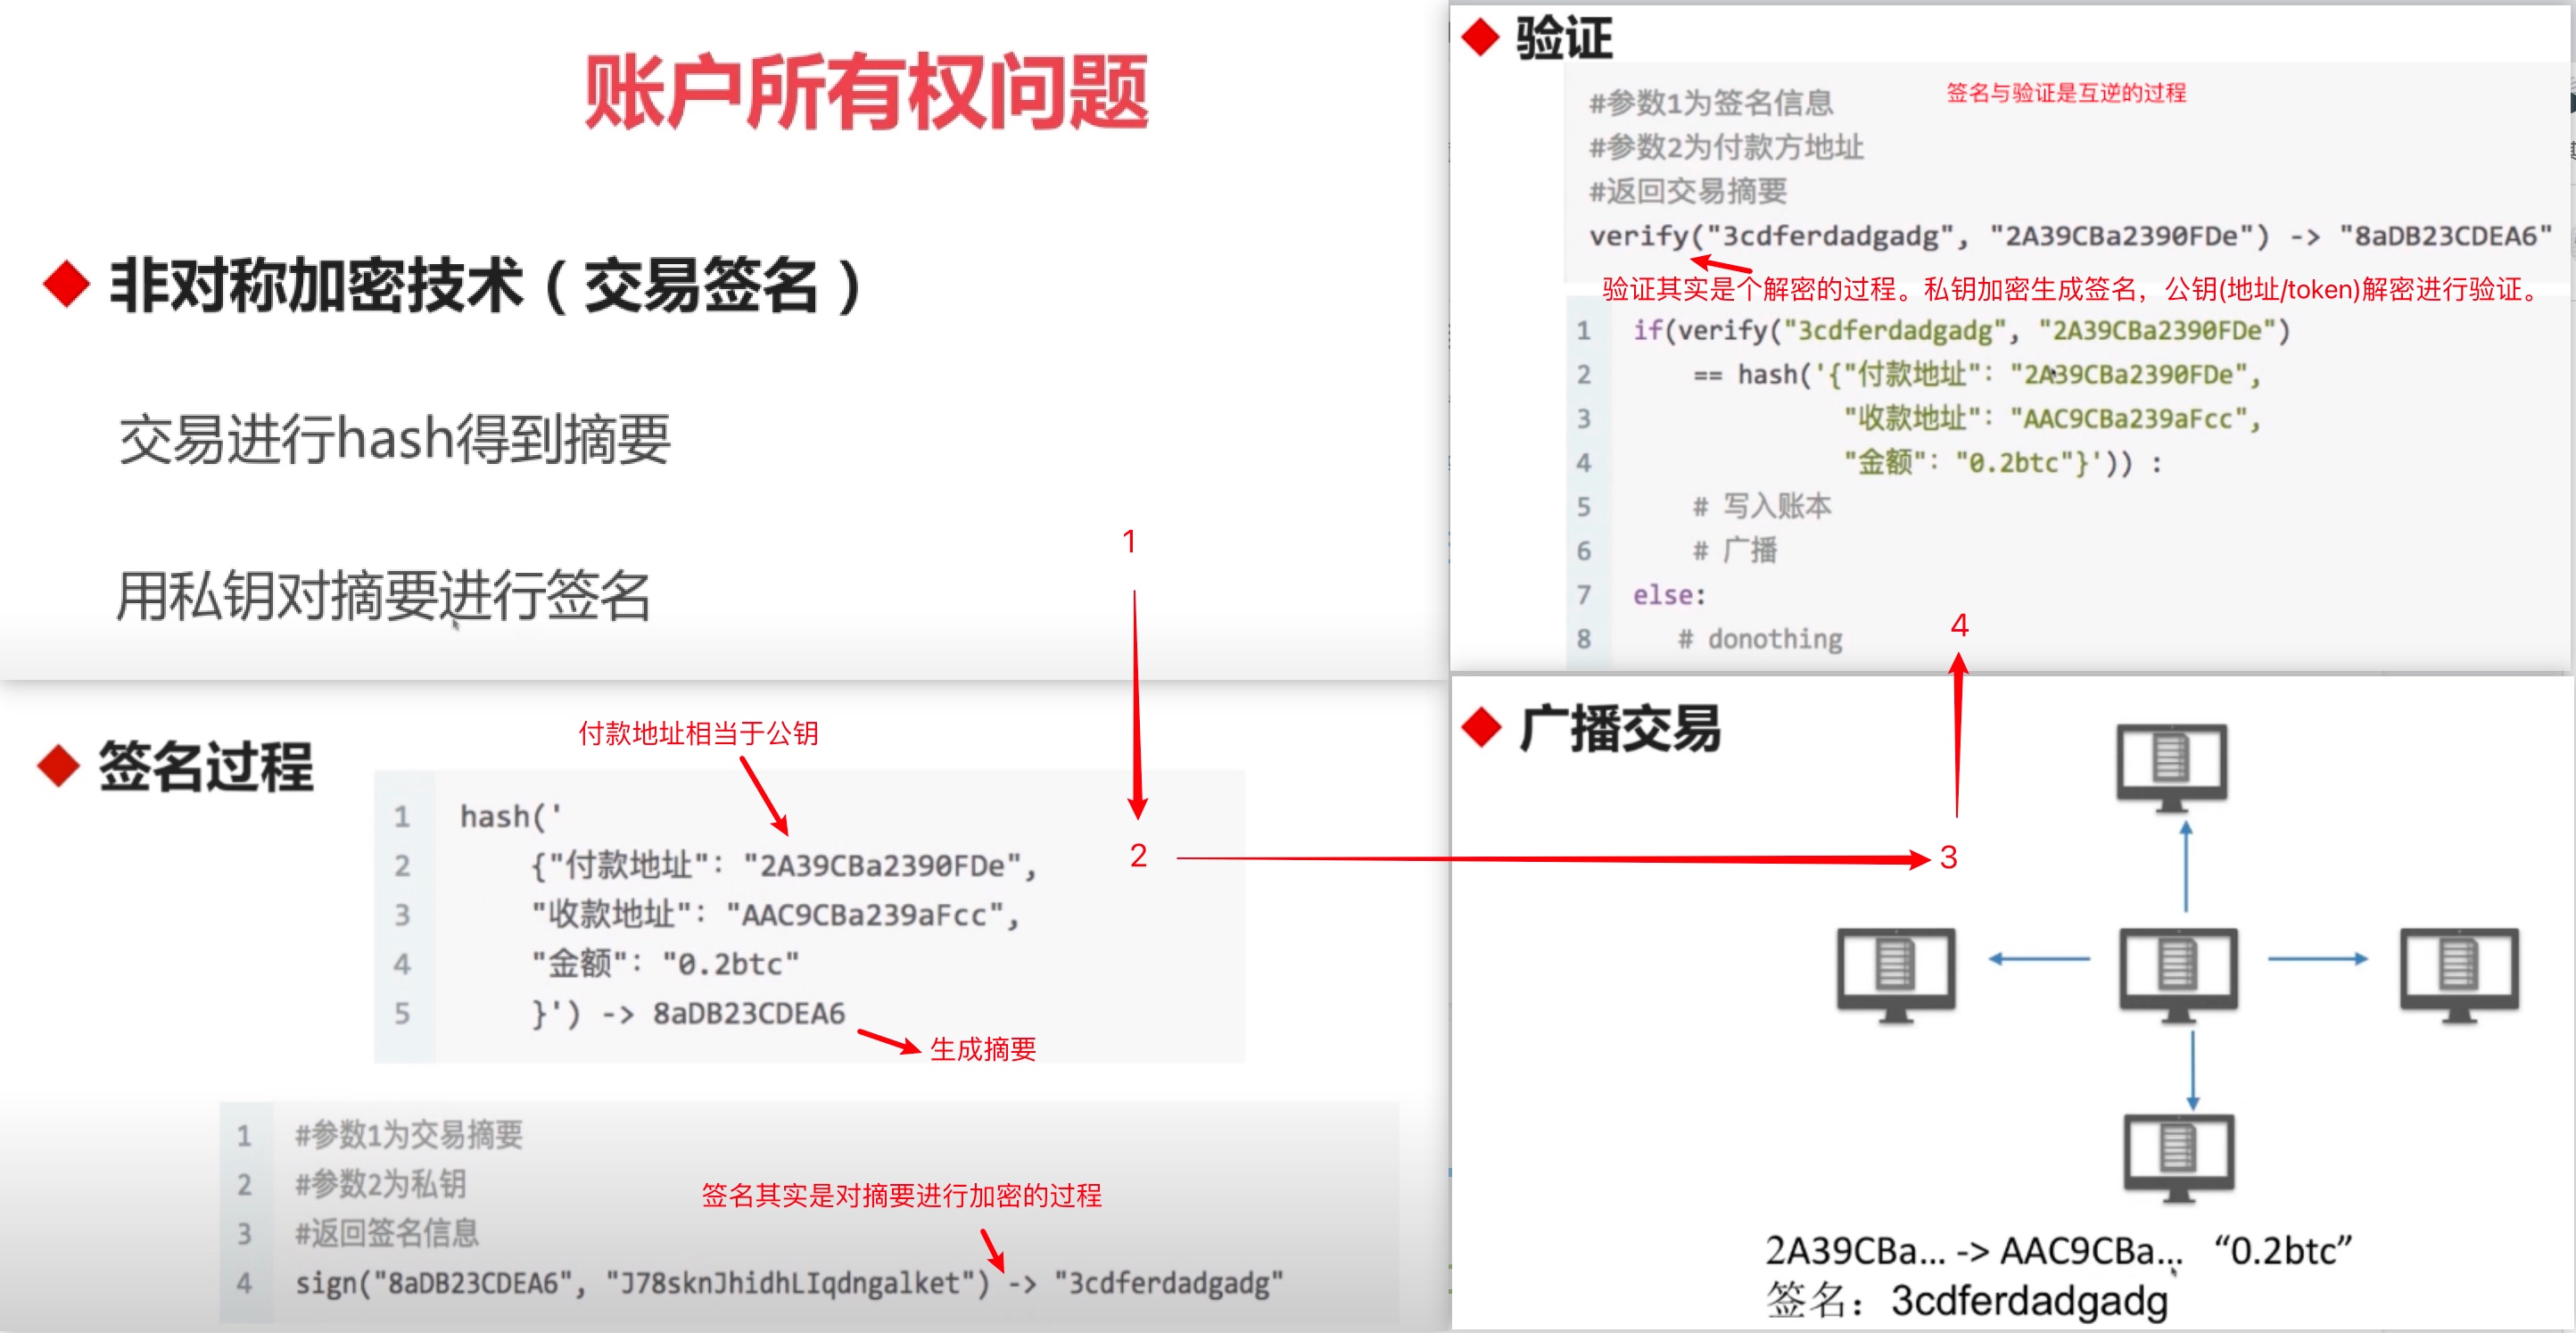 账户所有权问题
非对称加密技术（交易签名）
交易进行hash得到摘要
用私钥对摘要进行签名
1
签名过程
付款地址相当于公钥
1 hash('
2 {"付款地址": "2A39CBa2390FDe",
3 "收款地址": "AAC9CBa239aFcc",
4 "金额": "0.2btc"
5 }') -> 8aDB23CDEA6
生成摘要
2
1 #参数1为交易摘要
2 #参数2为私钥
3 #返回签名信息
签名其实是对摘要进行加密的过程
4 sign("8aDB23CDEA6", "J78sknJhidhLIqdngalket") -> "3cdferdadgadg"
广播交易
3
2A39CBa... -> AAC9CBa... “0.2btc”
签名：3cdferdadgadg
验证
签名与验证是互逆的过程
#参数1为签名信息
#参数2为付款方地址
#返回交易摘要
verify("3cdferdadgadg", "2A39CBa2390FDe") -> "8aDB23CDEA6"
验证其实是个解密的过程。私钥加密生成签名，公钥(地址/token)解密进行验证。
1 if(verify("3cdferdadgadg", "2A39CBa2390FDe")
2 == hash('{"付款地址": "2A39CBa2390FDe",
3 "收款地址": "AAC9CBa239aFcc",
4 "金额": "0.2btc"}')) :
5 # 写入账本
6 # 广播
7 else:
8 # donothing
4